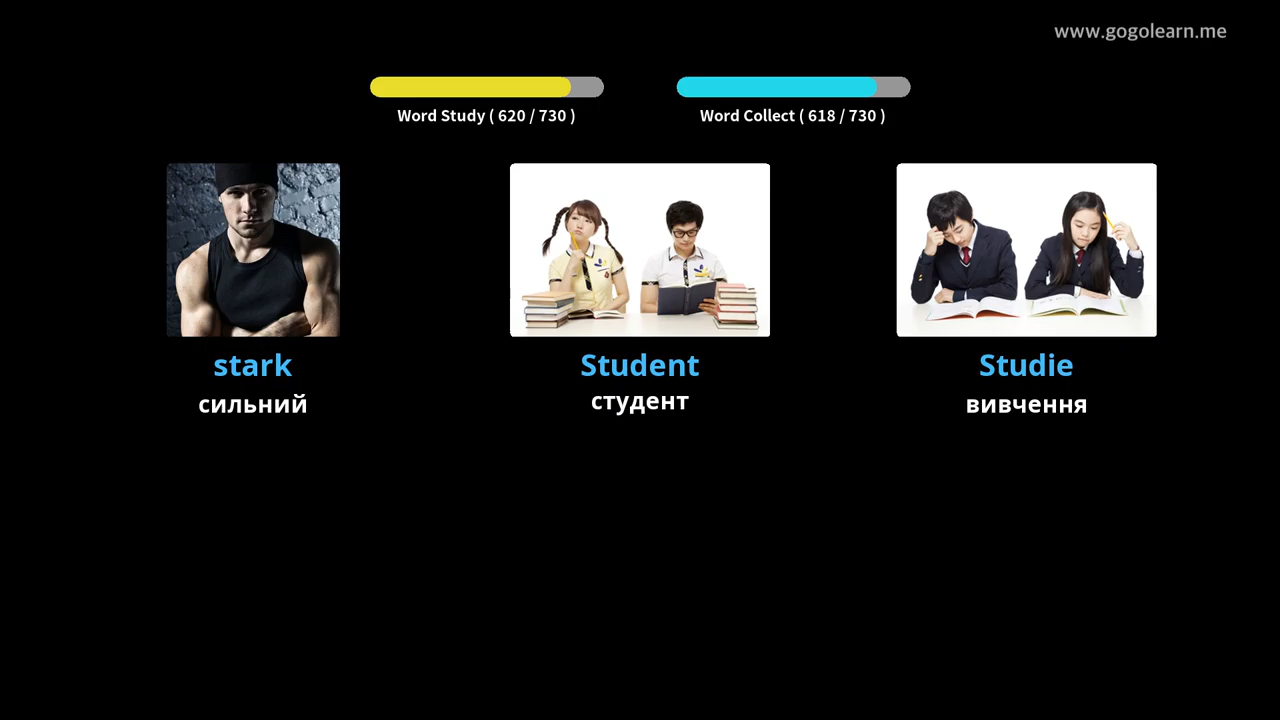 www.gogolearn.me
Word Study ( 620 / 730 )
Word Collect ( 618 / 730 )
stark
сильний
Student
студент
Studie
вивчення